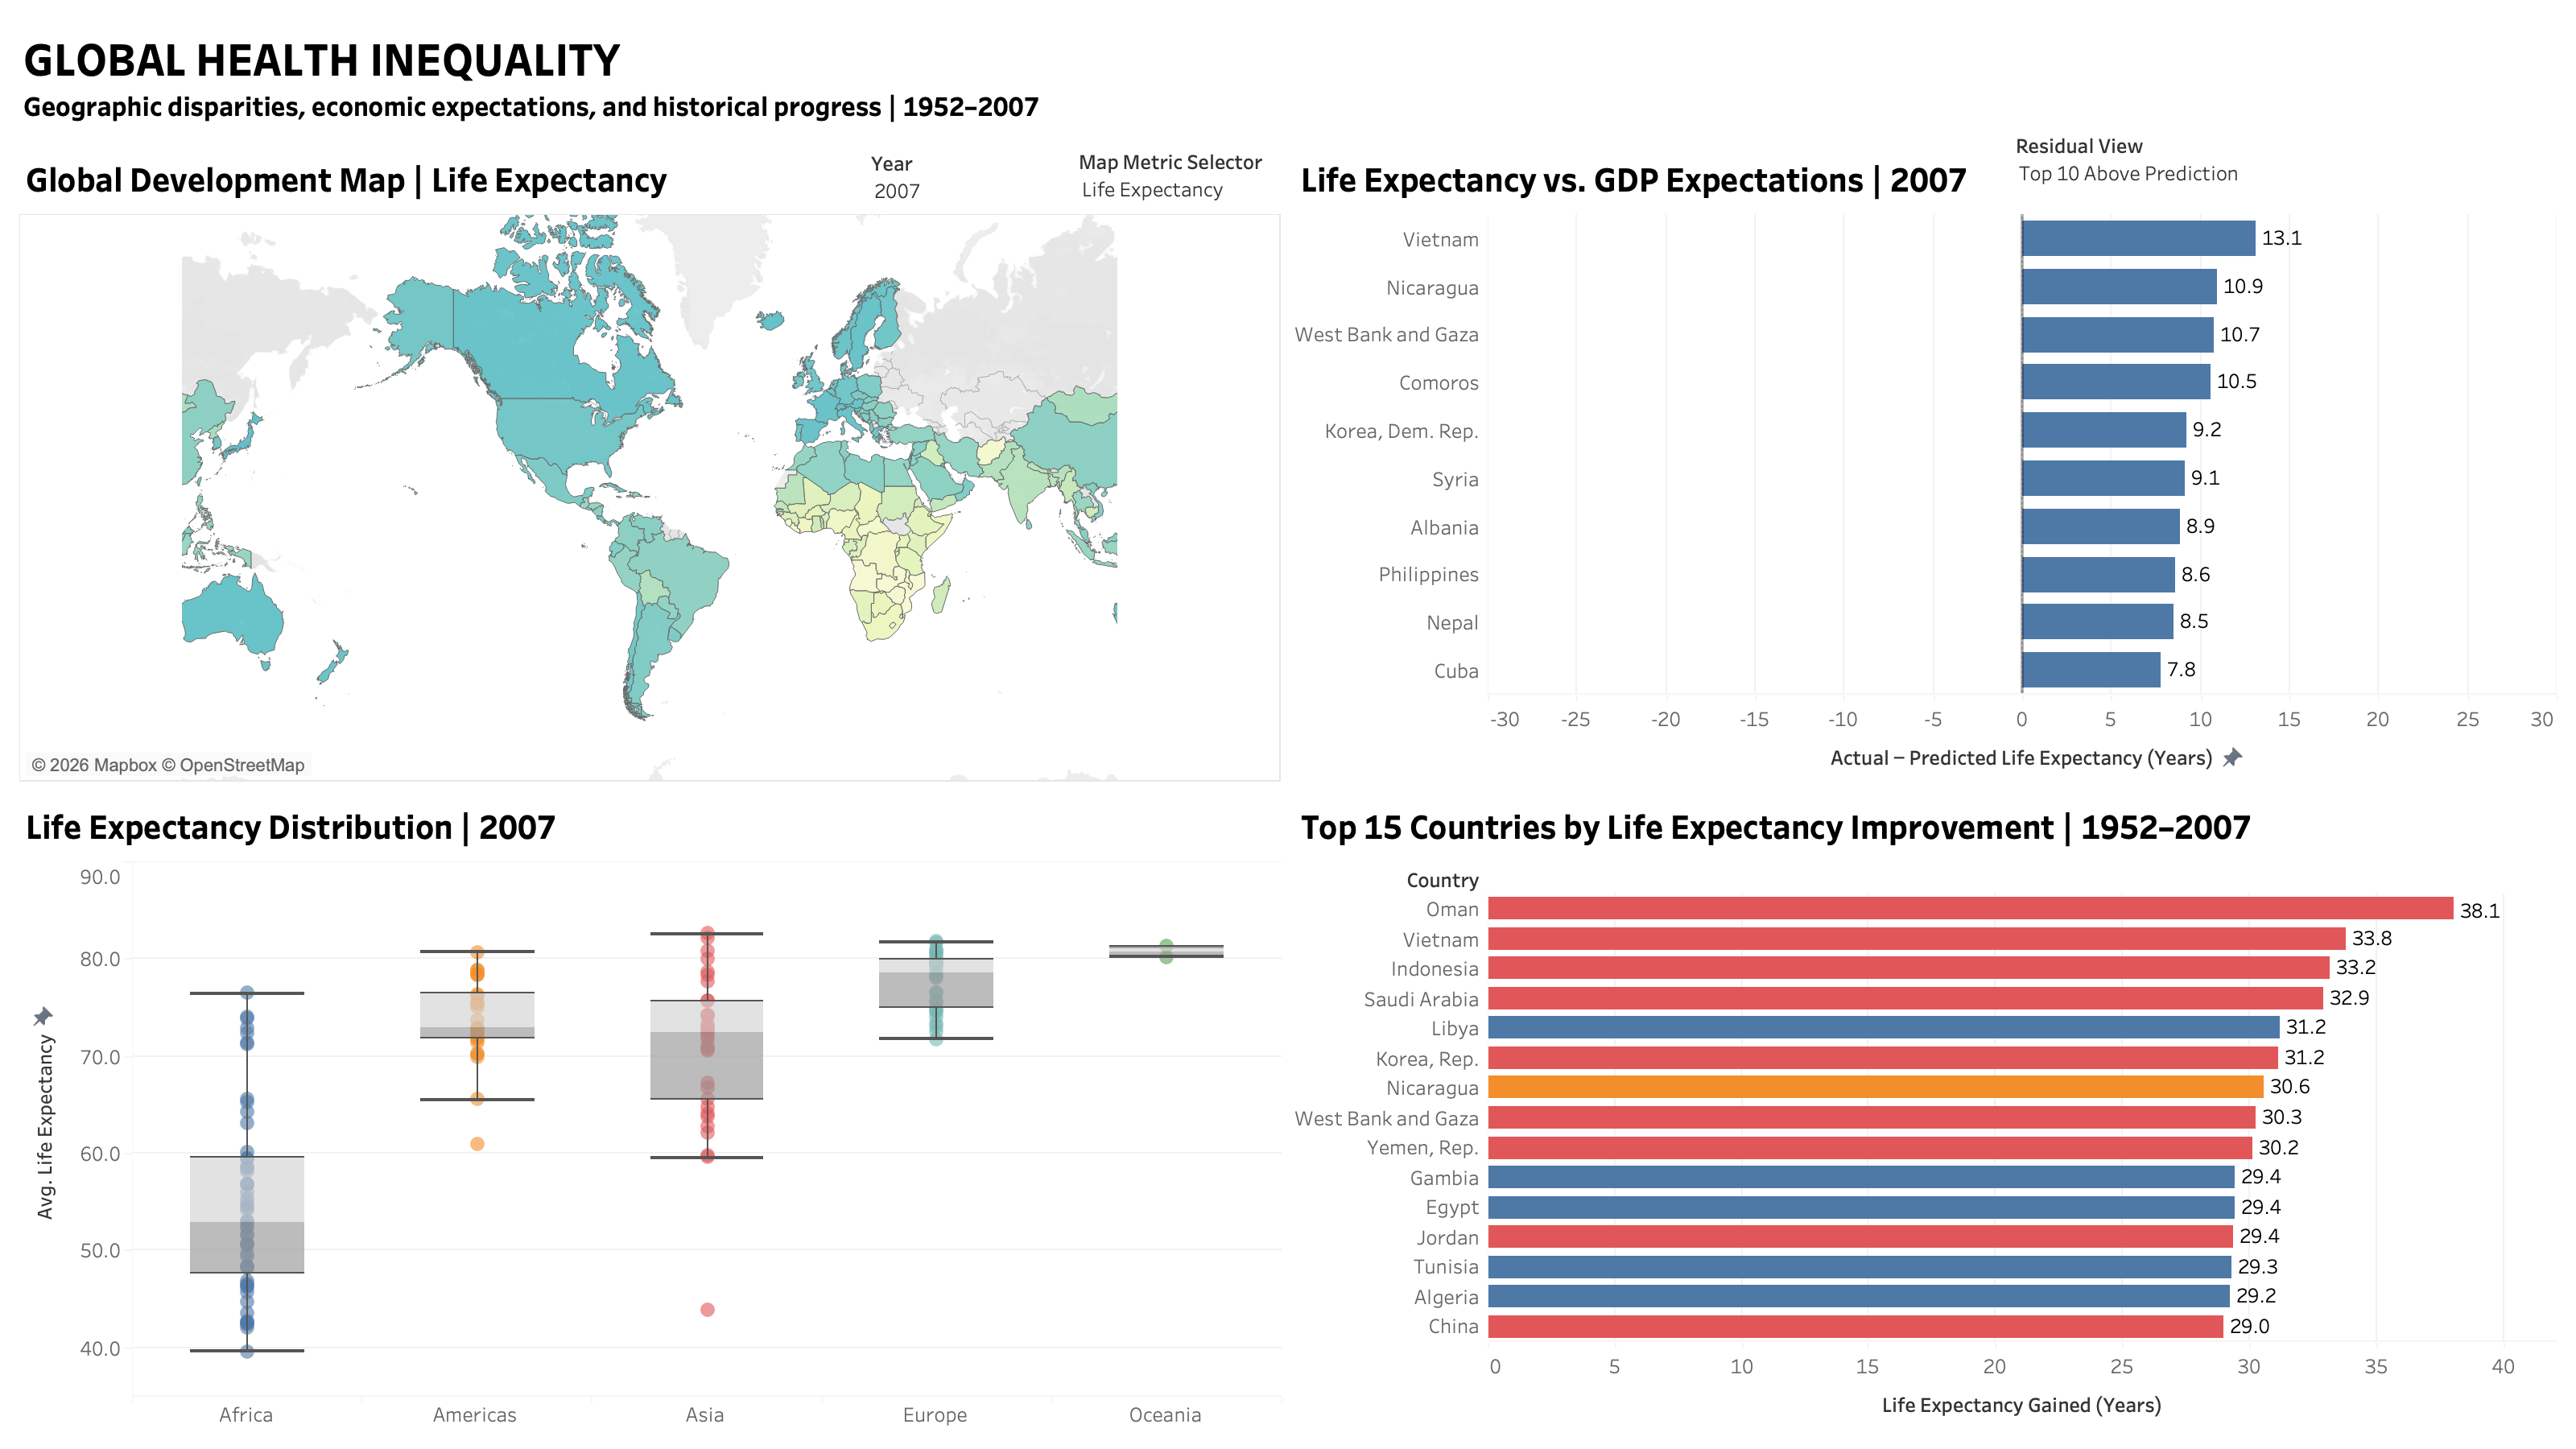 GLOBAL HEALTH INEQUALITY
Geographic disparities, economic expectations, and historical progress | 1952–2007
Global Development Map | Life Expectancy
Year
2007
Map Metric Selector
Life Expectancy
© 2026 Mapbox © OpenStreetMap
Life Expectancy vs. GDP Expectations | 2007
Residual View
Top 10 Above Prediction
Vietnam 13.1
Nicaragua 10.9
West Bank and Gaza 10.7
Comoros 10.5
Korea, Dem. Rep. 9.2
Syria 9.1
Albania 8.9
Philippines 8.6
Nepal 8.5
Cuba 7.8
-30 -25 -20 -15 -10 -5 0 5 10 15 20 25 30
Actual – Predicted Life Expectancy (Years)
Life Expectancy Distribution | 2007
Avg. Life Expectancy
90.0
80.0
70.0
60.0
50.0
40.0
Africa Americas Asia Europe Oceania
Top 15 Countries by Life Expectancy Improvement | 1952–2007
Country
Oman 38.1
Vietnam 33.8
Indonesia 33.2
Saudi Arabia 32.9
Libya 31.2
Korea, Rep. 31.2
Nicaragua 30.6
West Bank and Gaza 30.3
Yemen, Rep. 30.2
Gambia 29.4
Egypt 29.4
Jordan 29.4
Tunisia 29.3
Algeria 29.2
China 29.0
0 5 10 15 20 25 30 35 40
Life Expectancy Gained (Years)